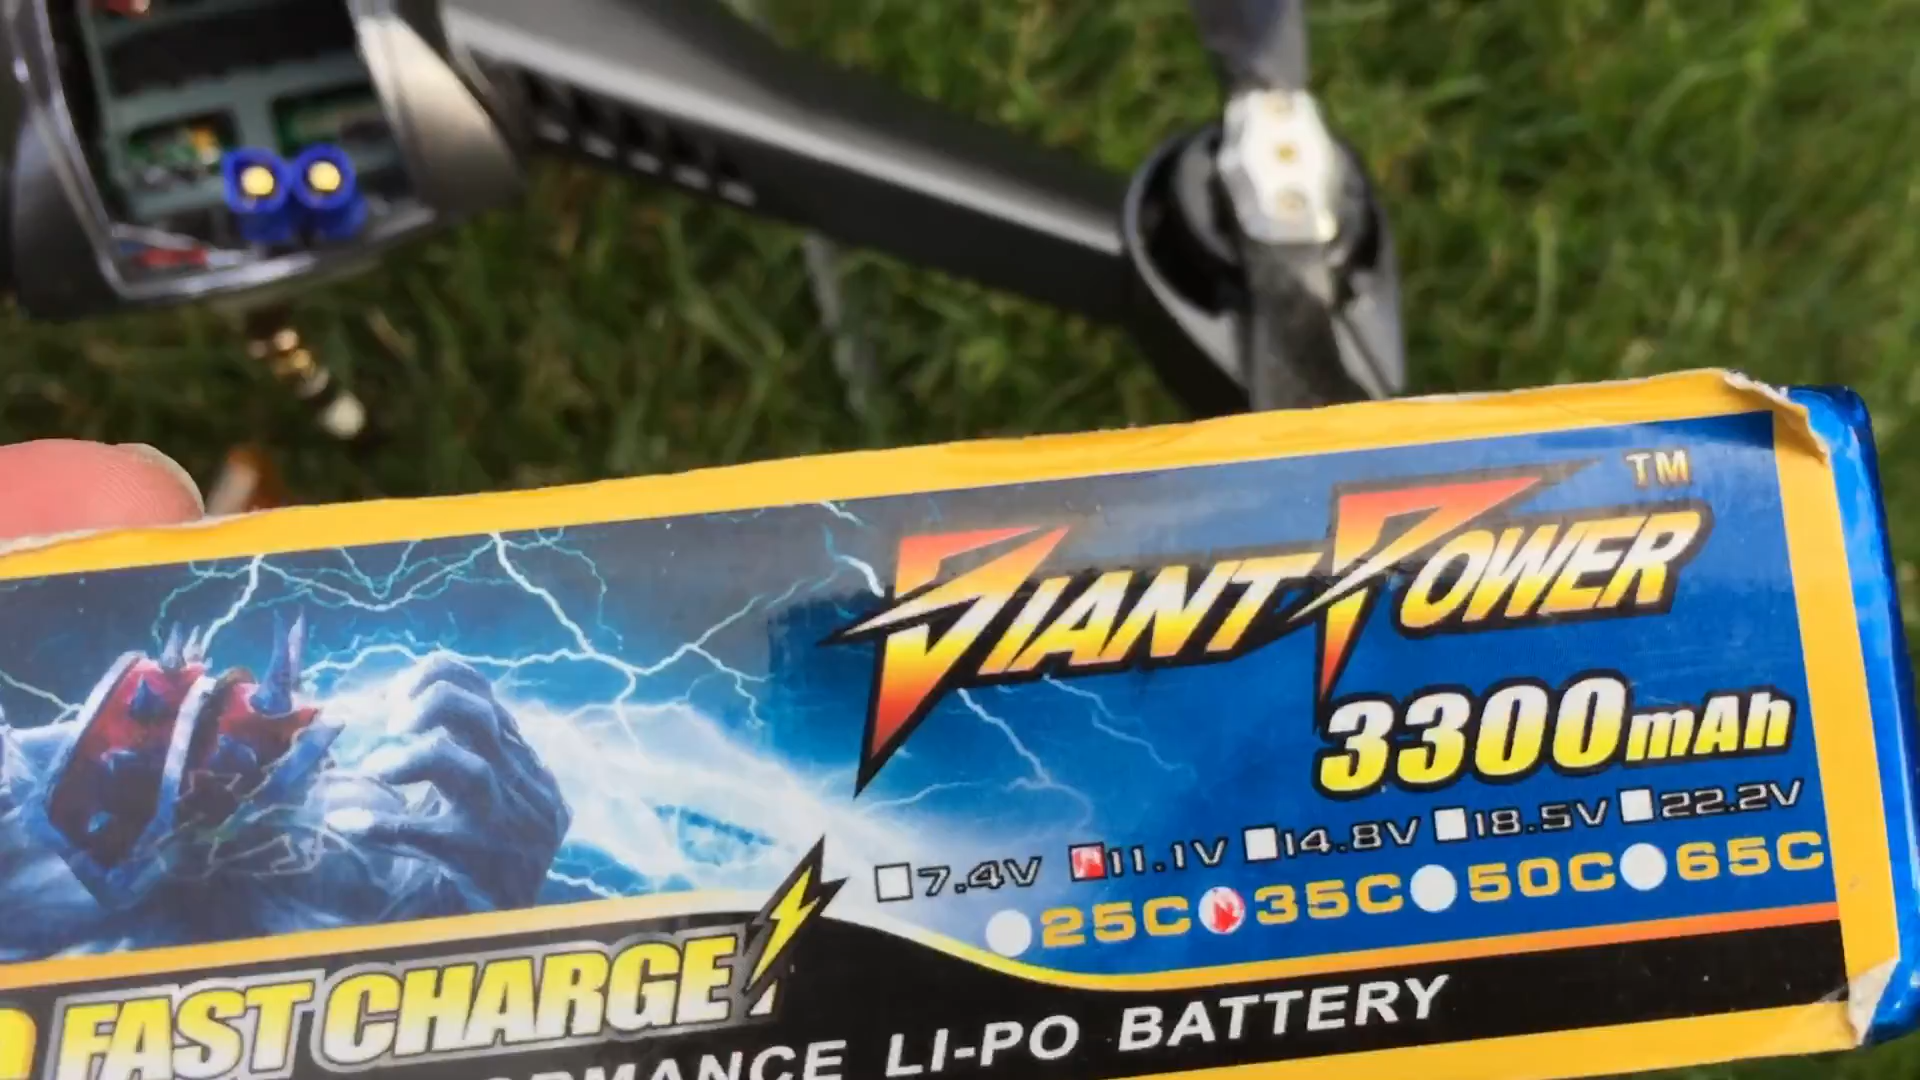 GIANT POWER TM
3300mAh
7.4V 11.1V 14.8V 18.5V 22.2V
25C 35C 50C 65C
FAST CHARGE
LI-PO BATTERY